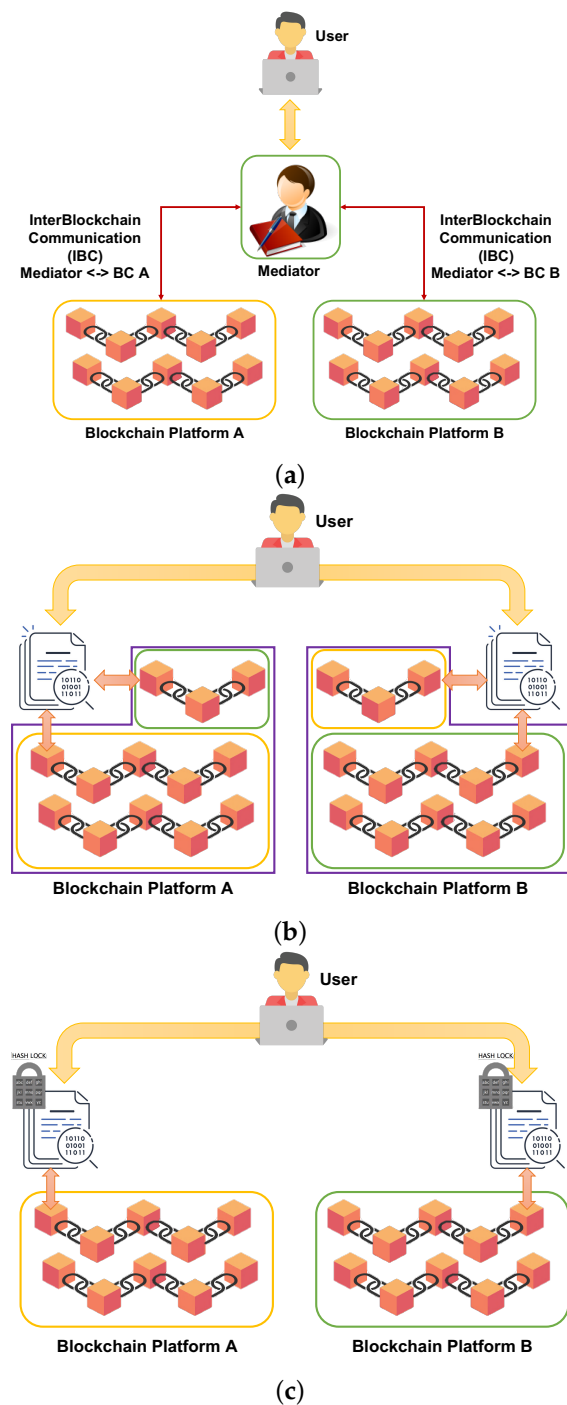 User
InterBlockchain
Communication
(IBC)
Mediator <-> BC A
Mediator
InterBlockchain
Communication
(IBC)
Mediator <-> BC B
Blockchain Platform A
Blockchain Platform B
(a)
User
10110
01001
11011
10110
01001
11011
Blockchain Platform A
Blockchain Platform B
(b)
User
HASH LOCK
HASH LOCK
10110
01001
11011
10110
01001
11011
Blockchain Platform A
Blockchain Platform B
(c)